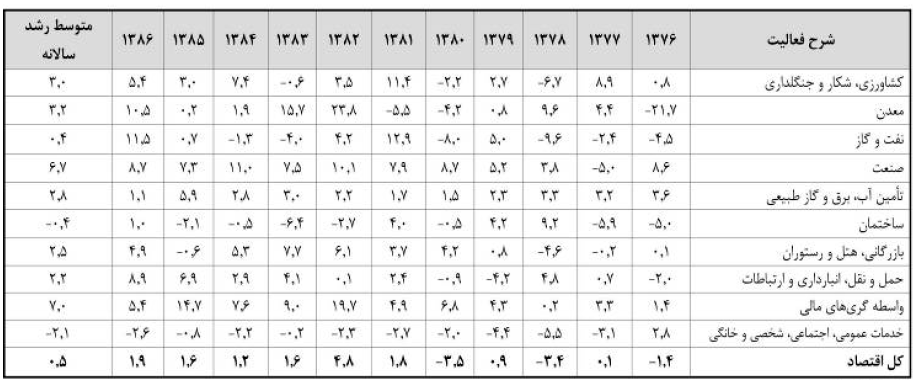 شرح فعالیت ۱۳۷۶ ۱۳۷۷ ۱۳۷۸ ۱۳۷۹ ۱۳۸۰ ۱۳۸۱ ۱۳۸۲ ۱۳۸۳ ۱۳۸۴ ۱۳۸۵ ۱۳۸۶ متوسط رشد سالانه
کشاورزی، شکار و جنگلداری ۰,۸ ۸,۹ -۶,۷ ۲,۷ -۲,۲ ۱۱,۴ ۳,۵ -۰,۶ ۷,۴ ۳,۰ ۵,۴ ۳,۰
معدن -۲۱,۷ ۴,۴ ۹,۶ ۰,۸ -۴,۲ -۵,۵ ۲۳,۸ ۱۵,۷ ۱,۹ ۰,۲ ۱۰,۵ ۳,۲
نفت و گاز -۴,۵ -۲,۴ -۹,۶ ۵,۰ -۸,۰ ۱۲,۹ ۴,۲ -۴,۰ -۱,۳ ۰,۷ ۱۱,۵ ۰,۴
صنعت ۸,۶ -۵,۰ ۳,۸ ۵,۲ ۸,۷ ۷,۹ ۱۰,۱ ۷,۵ ۱۱,۰ ۷,۳ ۸,۷ ۶,۷
تأمین آب، برق و گاز طبیعی ۳,۶ ۳,۲ ۳,۳ ۲,۳ ۱,۵ ۱,۷ ۲,۲ ۳,۰ ۲,۸ ۵,۹ ۱,۱ ۲,۸
ساختمان -۵,۰ -۵,۹ ۹,۲ ۴,۲ -۰,۵ ۴,۰ -۲,۷ -۶,۴ -۰,۵ -۲,۱ ۱,۰ -۰,۴
بازرگانی، هتل و رستوران ۰,۱ -۰,۲ -۴,۶ ۰,۸ ۴,۲ ۳,۷ ۶,۱ ۷,۷ ۵,۳ -۰,۶ ۴,۹ ۲,۵
حمل و نقل، انبارداری و ارتباطات -۲,۰ ۰,۷ ۴,۸ -۴,۲ -۰,۹ ۲,۴ ۰,۱ ۴,۱ ۲,۹ ۶,۹ ۸,۹ ۲,۲
واسطه گری‌های مالی ۱,۴ ۳,۳ ۰,۲ ۴,۳ ۶,۸ ۴,۹ ۱۹,۷ ۹,۰ ۷,۶ ۱۴,۷ ۵,۴ ۷,۰
خدمات عمومی، اجتماعی، شخصی و خانگی ۲,۸ -۳,۱ -۵,۵ -۴,۴ -۲,۰ -۲,۷ -۲,۳ -۰,۲ -۲,۲ -۰,۸ -۲,۶ -۲,۱
کل اقتصاد -۱,۴ ۰,۱ -۳,۴ ۰,۹ -۳,۵ ۱,۸ ۴,۸ ۱,۶ ۱,۲ ۱,۶ ۱,۹ ۰,۵